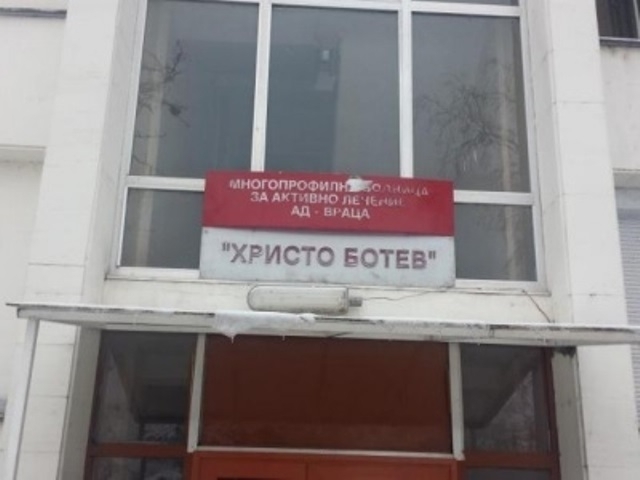 МНОГОПРОФИЛНА БОЛНИЦА
ЗА АКТИВНО ЛЕЧЕНИЕ
АД - ВРАЦА
"ХРИСТО БОТЕВ"